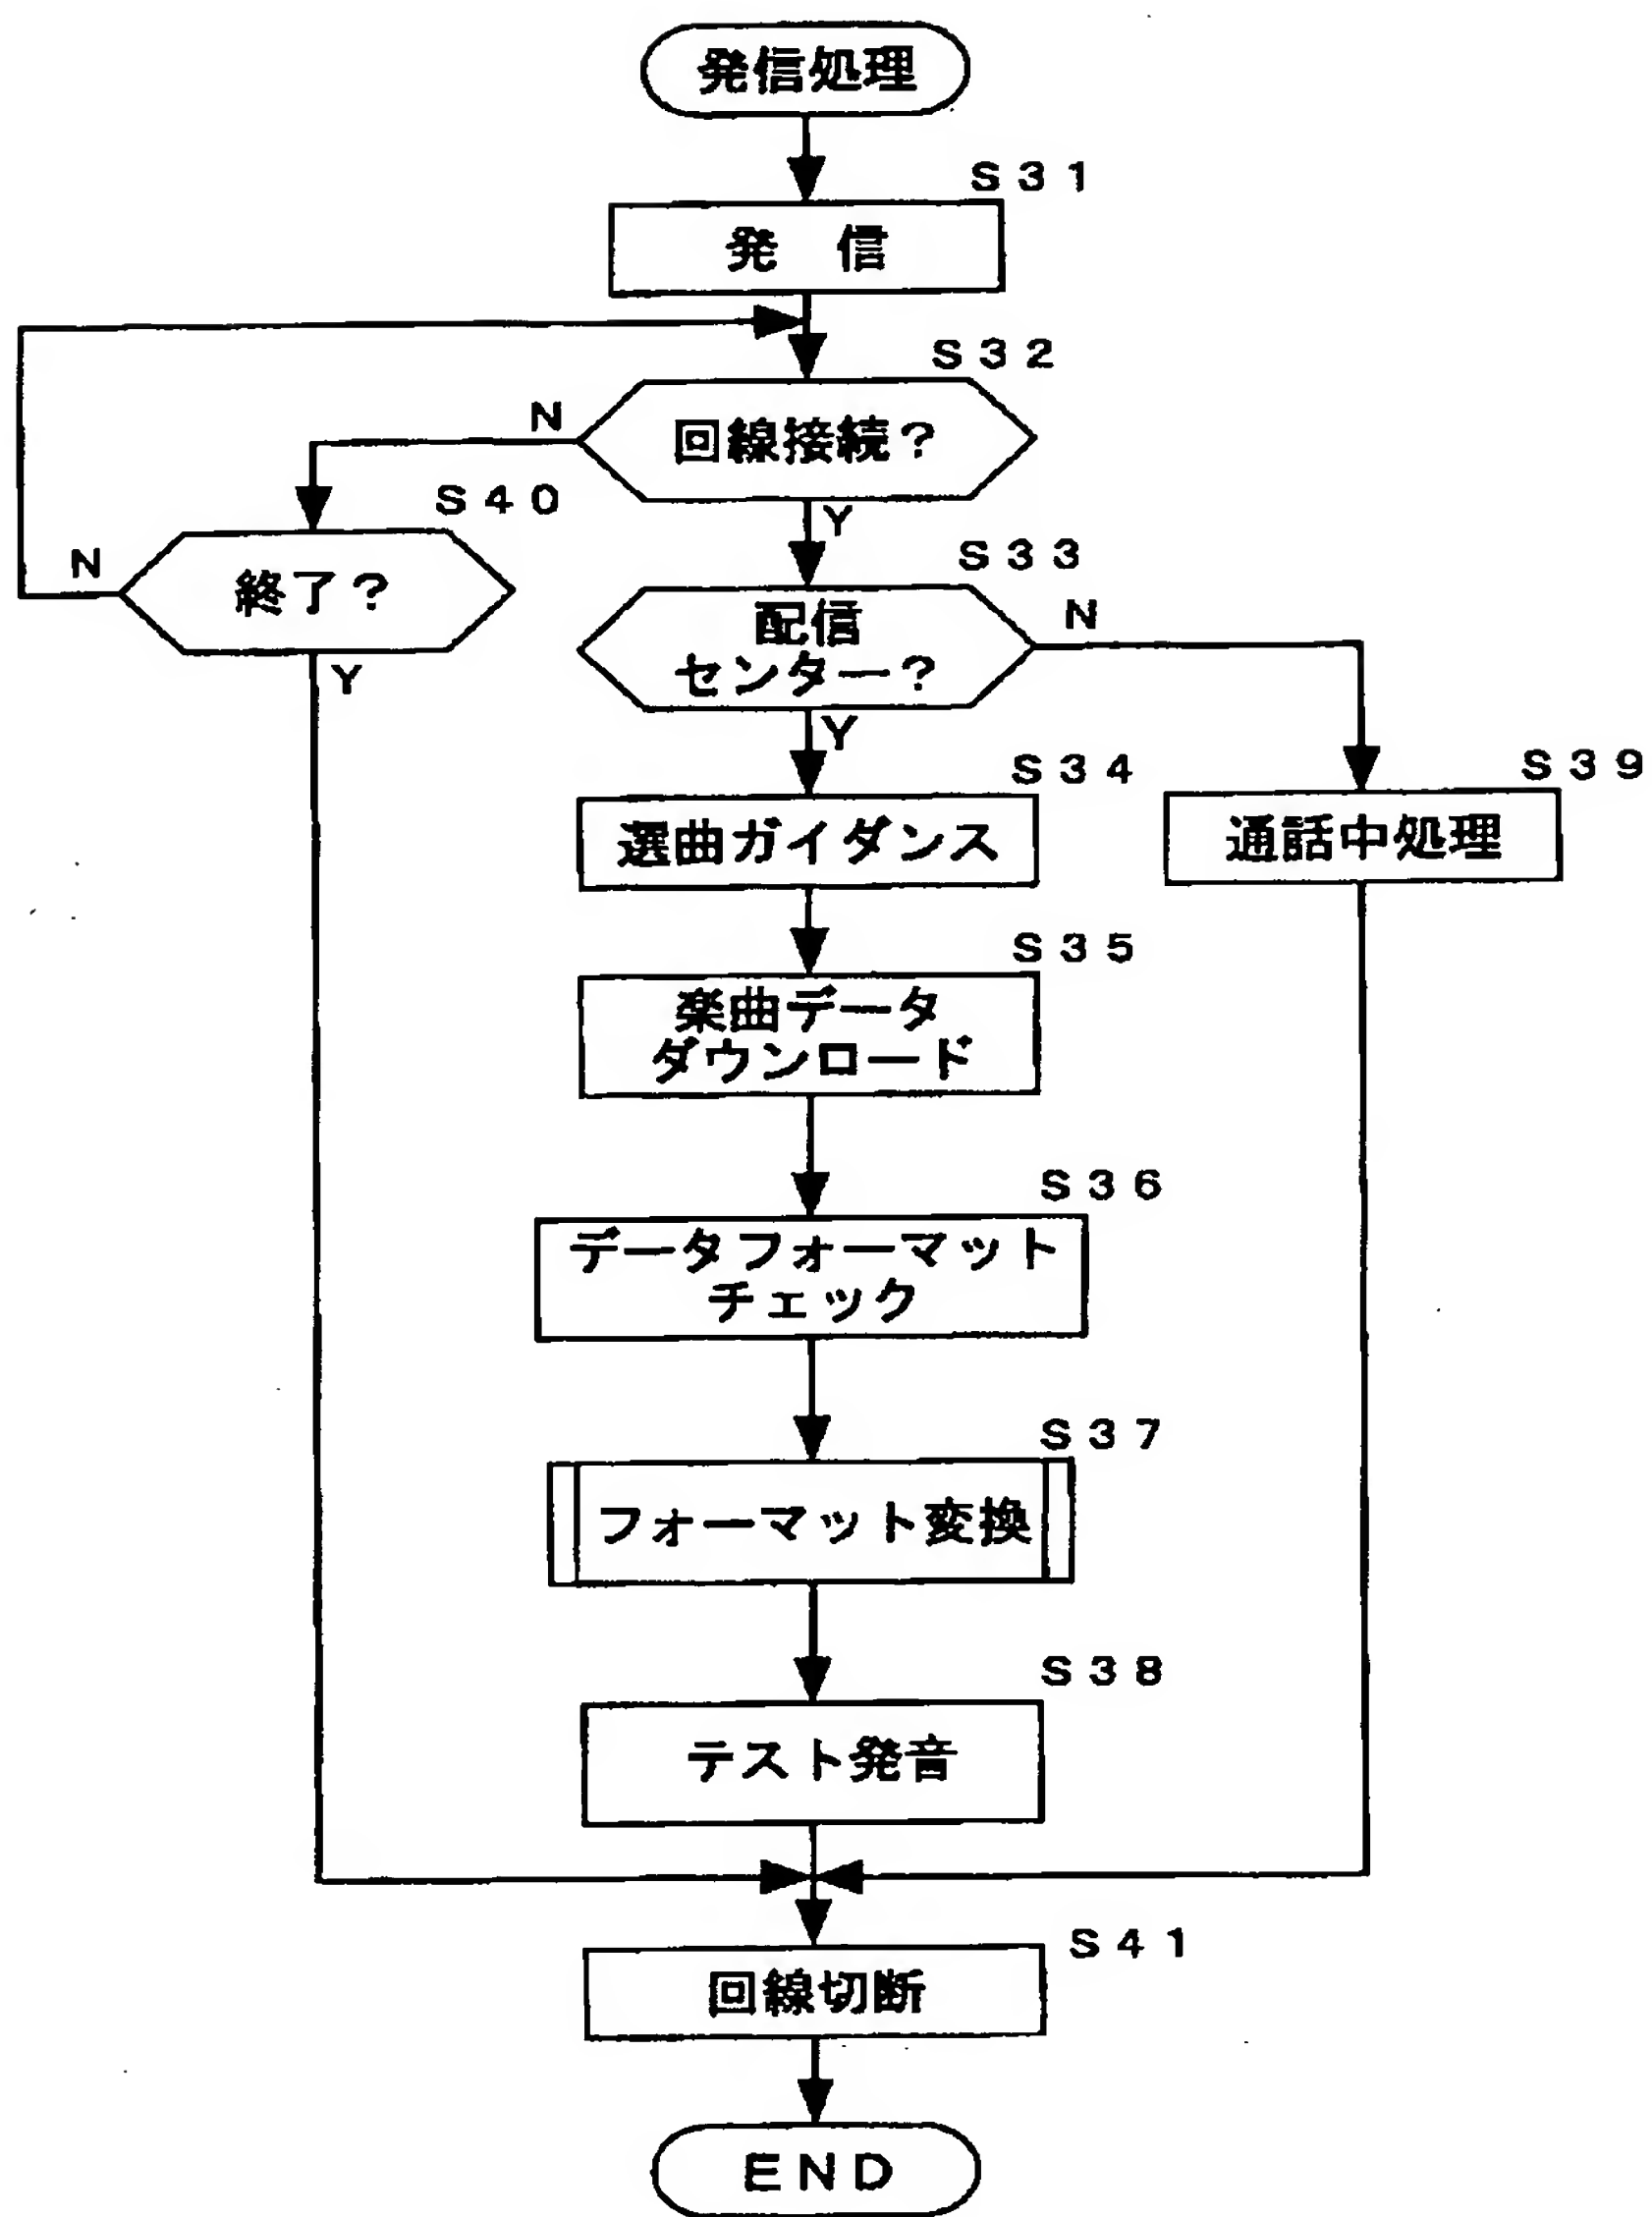 発信処理
S31
発 信
S32
N
回線接続?
S40
Y
S33
N
終了?
配信
センター?
N
Y
Y
S34
S39
選曲ガイダンス
通話中処理
S35
楽曲データ
ダウンロード
S36
データフォーマット
チェック
S37
フォーマット変換
S38
テスト発音
S41
回線切断
END